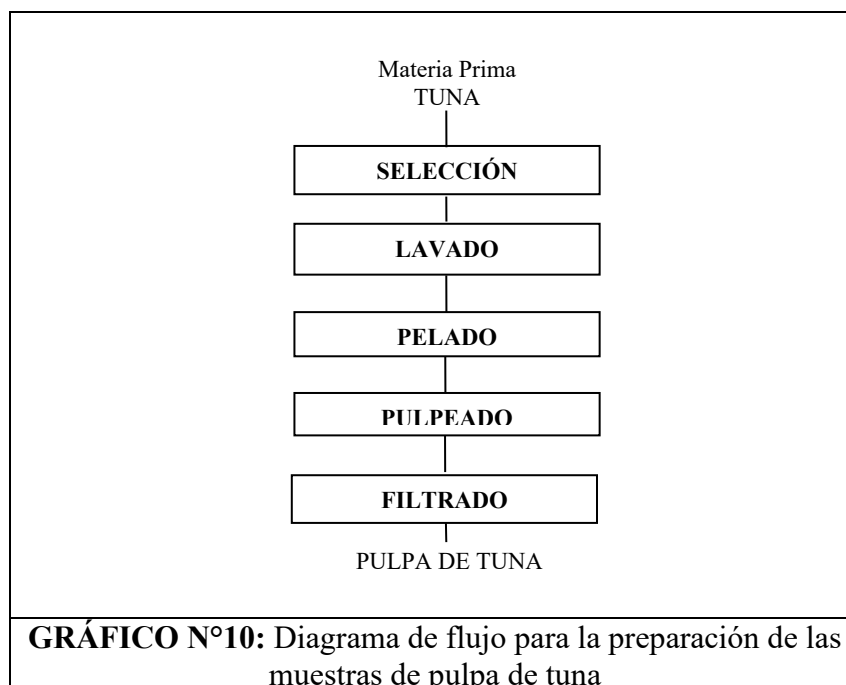 Materia Prima
TUNA
SELECCIÓN
LAVADO
PELADO
PULPEADO
FILTRADO
PULPA DE TUNA
GRÁFICO N°10: Diagrama de flujo para la preparación de las
muestras de pulpa de tuna